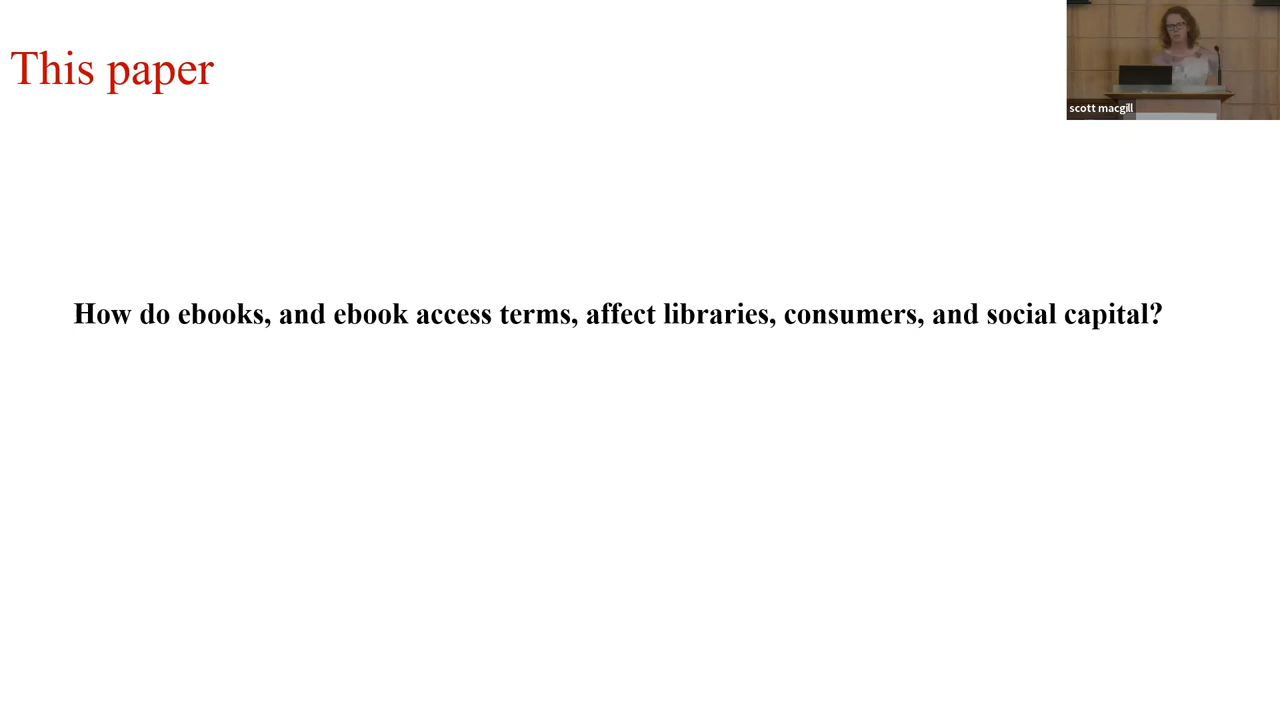 This paper
scott macgill
How do ebooks, and ebook access terms, affect libraries, consumers, and social capital?